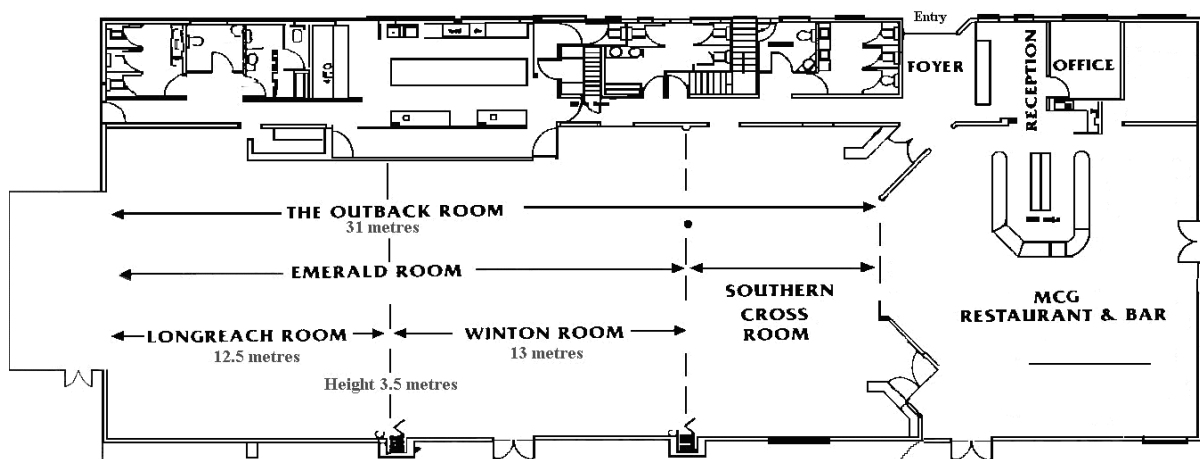 Entry
FOYER
RECEPTION
OFFICE
THE OUTBACK ROOM
31 metres
EMERALD ROOM
SOUTHERN
CROSS
ROOM
MCG
RESTAURANT & BAR
LONGREACH ROOM
12.5 metres
WINTON ROOM
13 metres
Height 3.5 metres